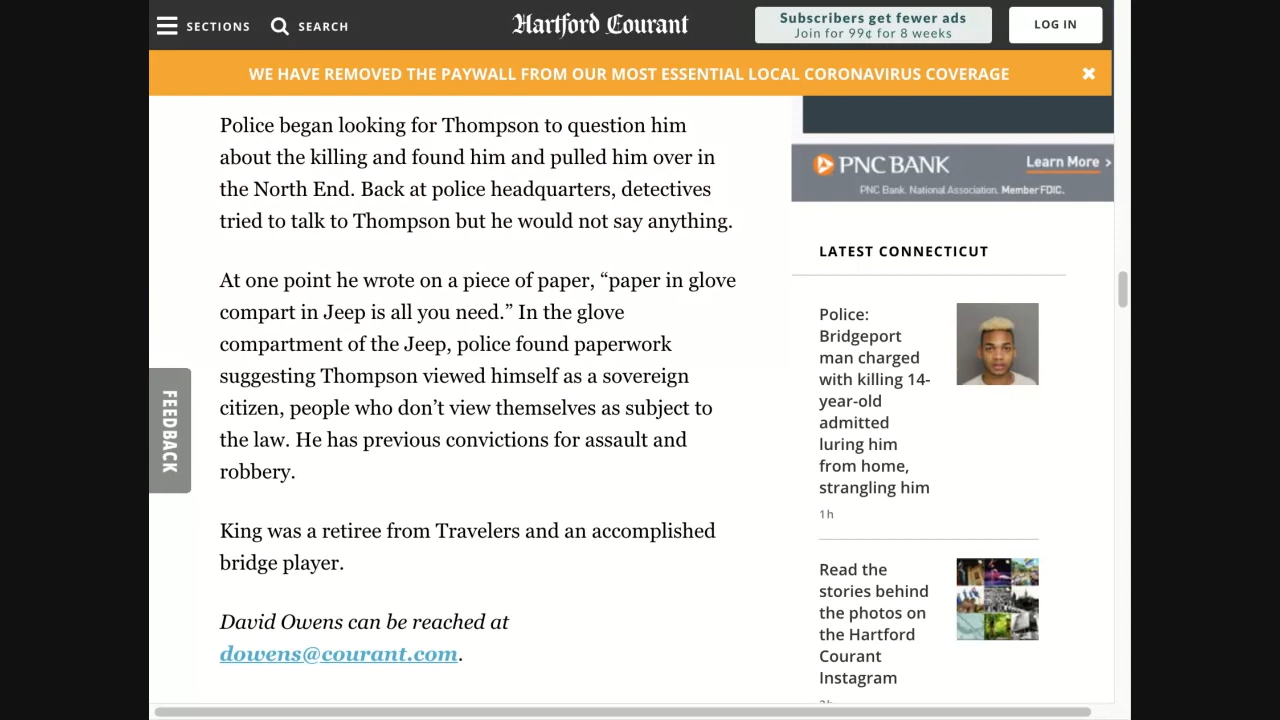 SECTIONS
SEARCH
Hartford Courant
Subscribers get fewer ads
Join for 99¢ for 8 weeks
LOG IN
WE HAVE REMOVED THE PAYWALL FROM OUR MOST ESSENTIAL LOCAL CORONAVIRUS COVERAGE
Police began looking for Thompson to question him
about the killing and found him and pulled him over in
the North End. Back at police headquarters, detectives
tried to talk to Thompson but he would not say anything.
At one point he wrote on a piece of paper, “paper in glove
compart in Jeep is all you need.” In the glove
compartment of the Jeep, police found paperwork
suggesting Thompson viewed himself as a sovereign
citizen, people who don’t view themselves as subject to
the law. He has previous convictions for assault and
robbery.
King was a retiree from Travelers and an accomplished
bridge player.
David Owens can be reached at
dowens@courant.com.
FEEDBACK
PNC BANK
Learn More >
PNC Bank, National Association. Member FDIC.
LATEST CONNECTICUT
Police:
Bridgeport
man charged
with killing 14-
year-old
admitted
luring him
from home,
strangling him
1h
Read the
stories behind
the photos on
the Hartford
Courant
Instagram